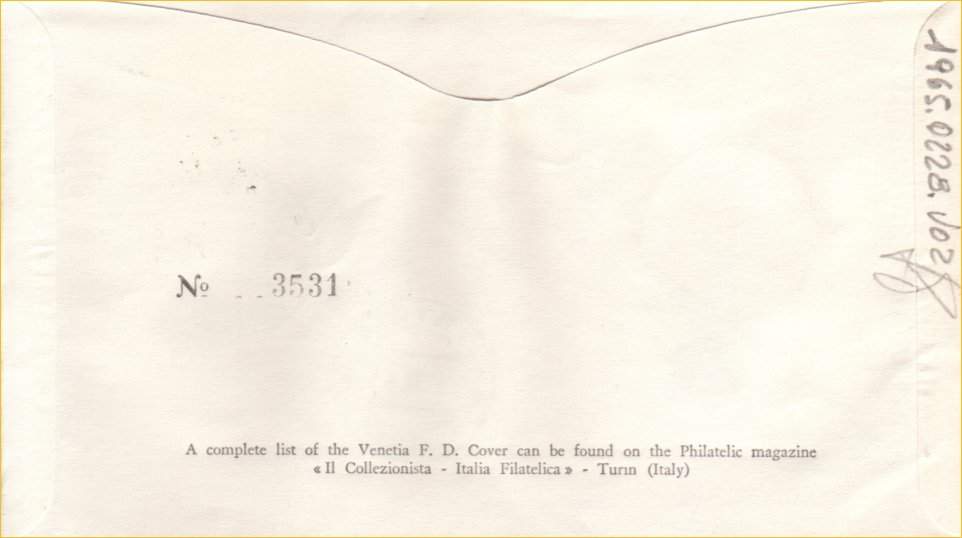 1965.0228.V02
Nº 3531
A complete list of the Venetia F. D. Cover can be found on the Philatelic magazine
« Il Collezionista - Italia Filatelica » - Turin (Italy)